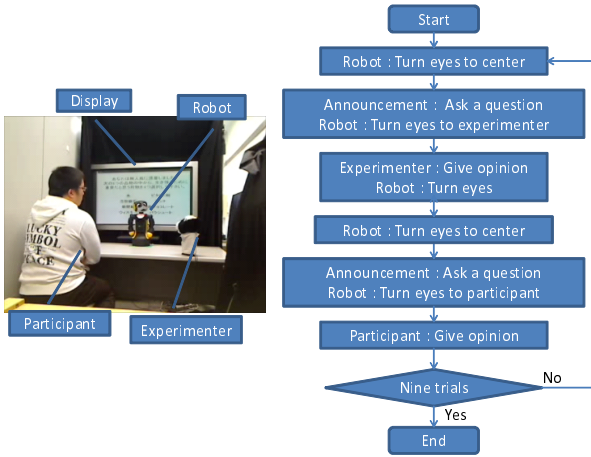 Display
Robot
LUCKY
SYMBOL
Participant
Experimenter
Start
Robot : Turn eyes to center
Announcement : Ask a question
Robot : Turn eyes to experimenter
Experimenter : Give opinion
Robot : Turn eyes
Robot : Turn eyes to center
Announcement : Ask a question
Robot : Turn eyes to participant
Participant : Give opinion
Nine trials
No
Yes
End